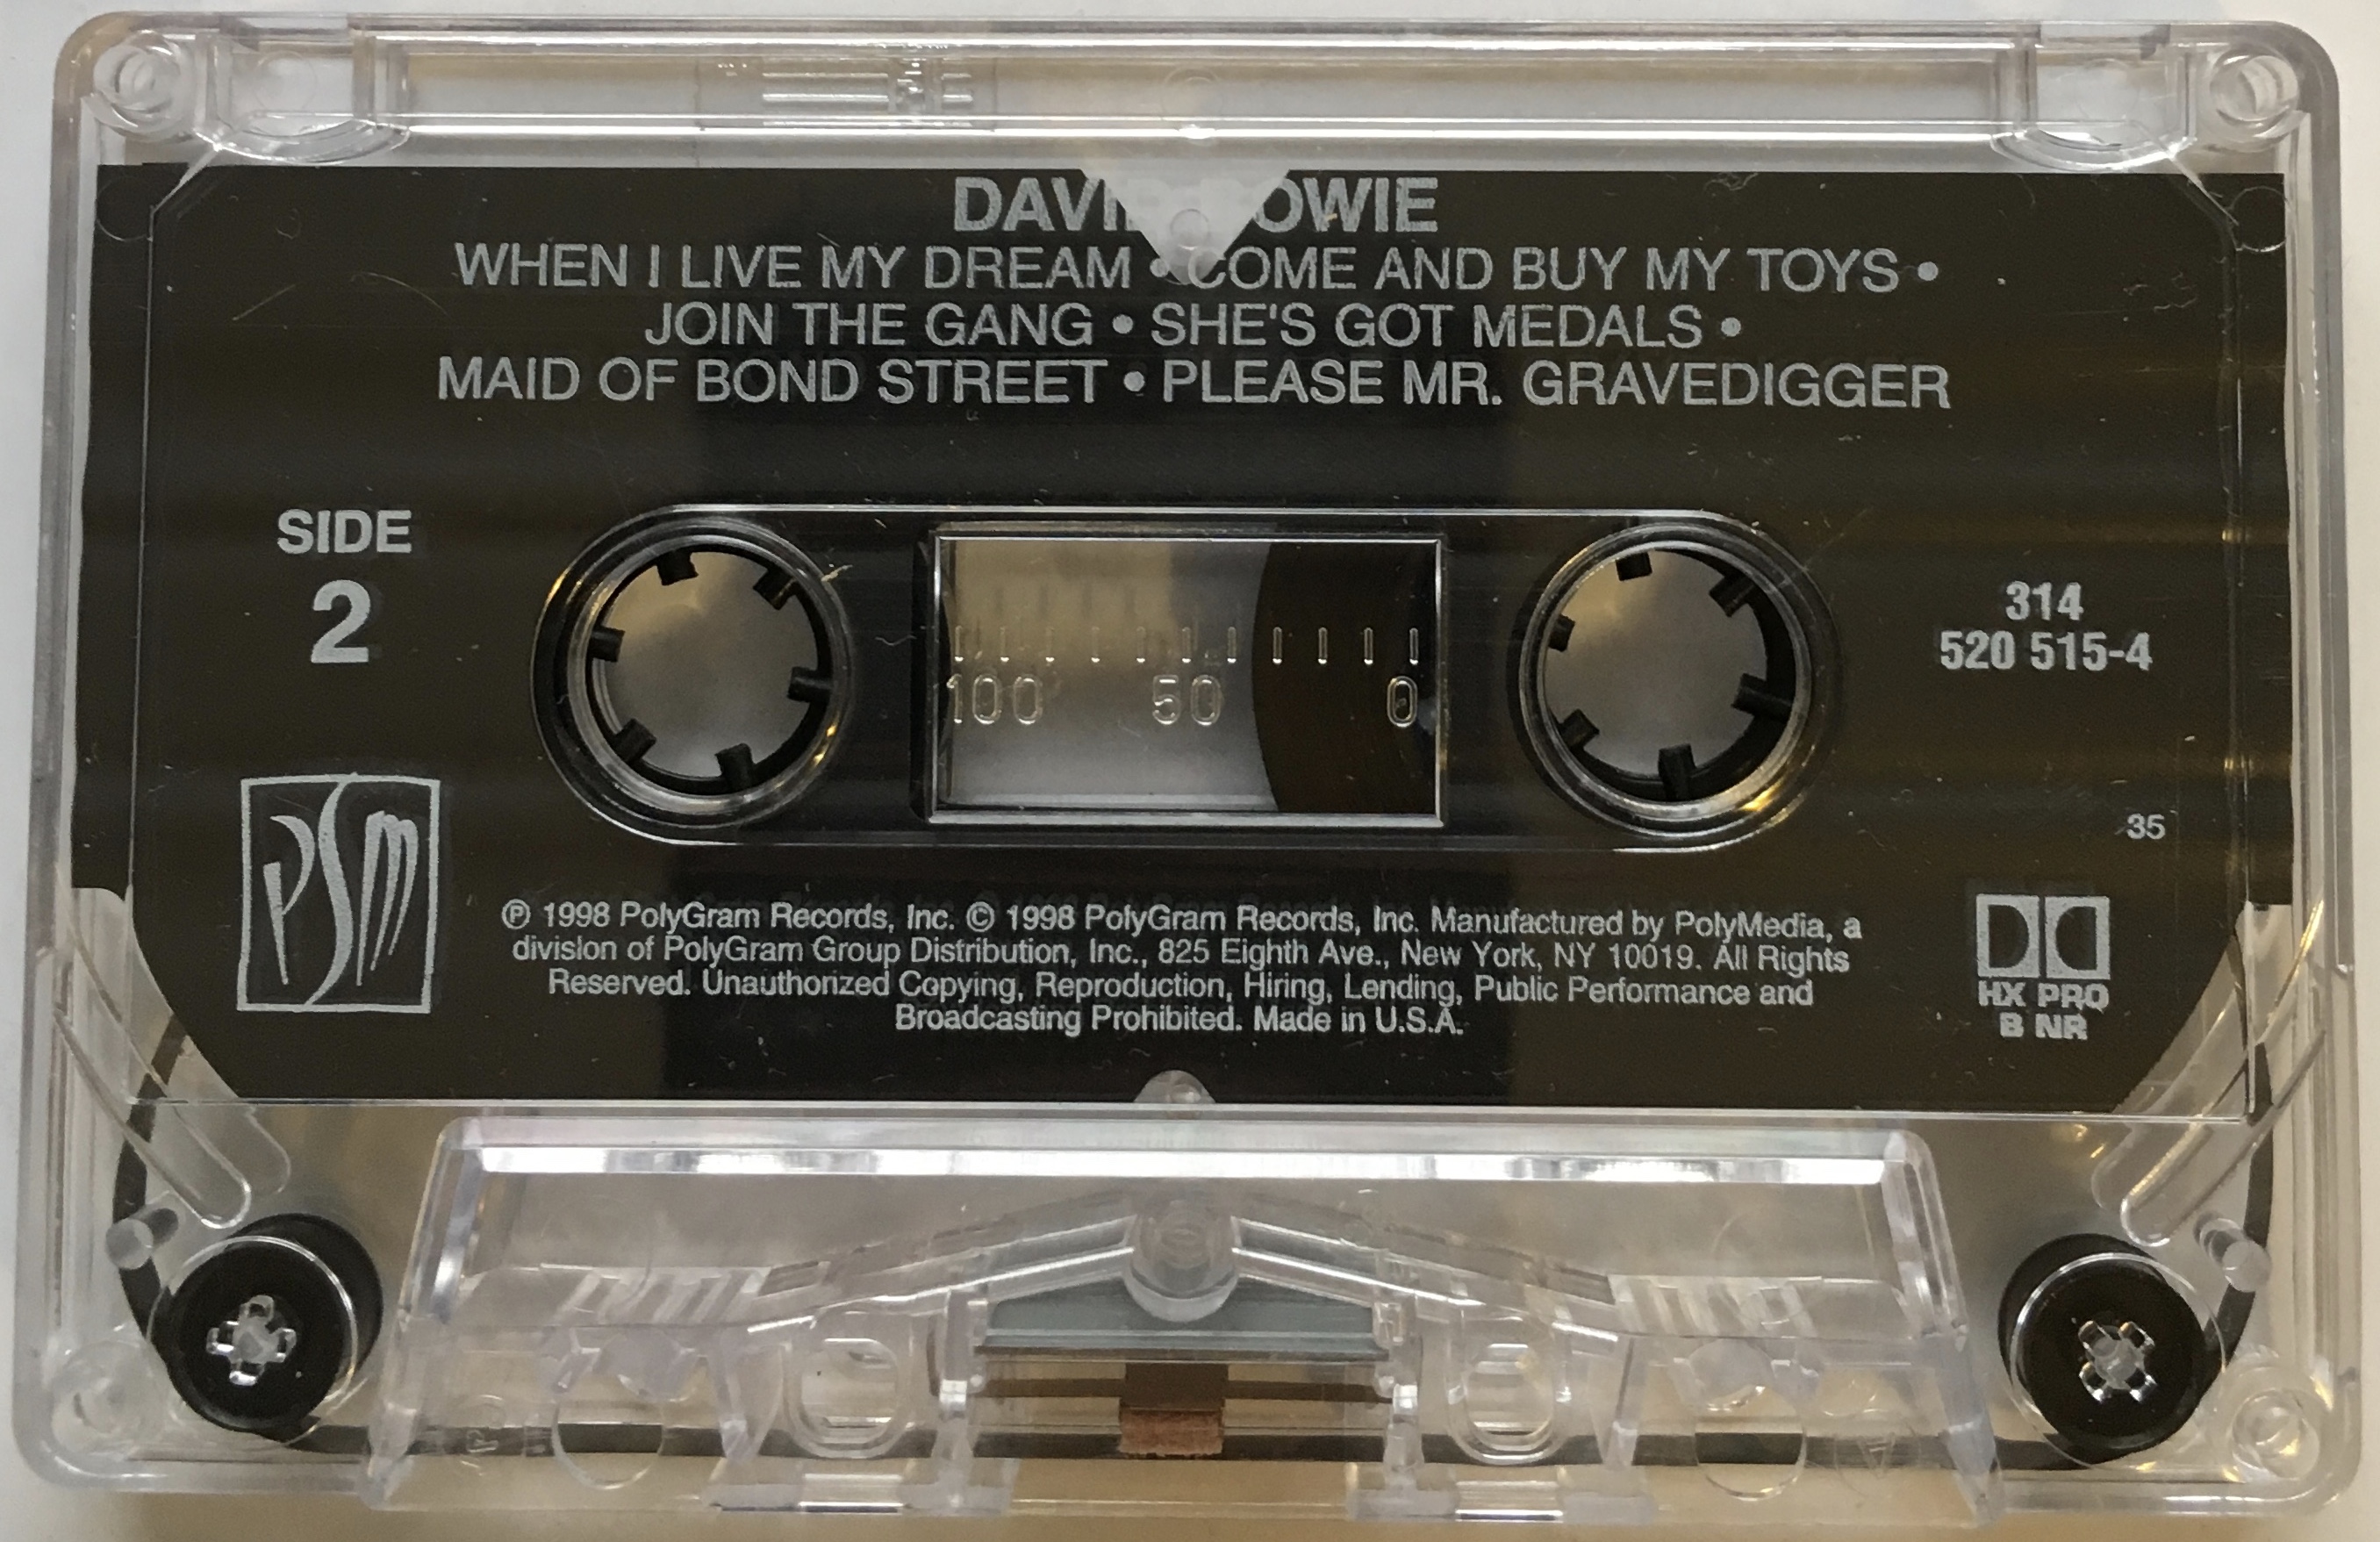 DAVID BOWIE
WHEN I LIVE MY DREAM • COME AND BUY MY TOYS •
JOIN THE GANG • SHE'S GOT MEDALS •
MAID OF BOND STREET • PLEASE MR. GRAVEDIGGER
SIDE
2
314
520 515-4
100 50 0
35
PSM
℗ 1998 PolyGram Records, Inc. © 1998 PolyGram Records, Inc. Manufactured by PolyMedia, a
division of PolyGram Group Distribution, Inc., 825 Eighth Ave., New York, NY 10019. All Rights
Reserved. Unauthorized Copying, Reproduction, Hiring, Lending, Public Performance and
Broadcasting Prohibited. Made in U.S.A.
HX PRO
B NR